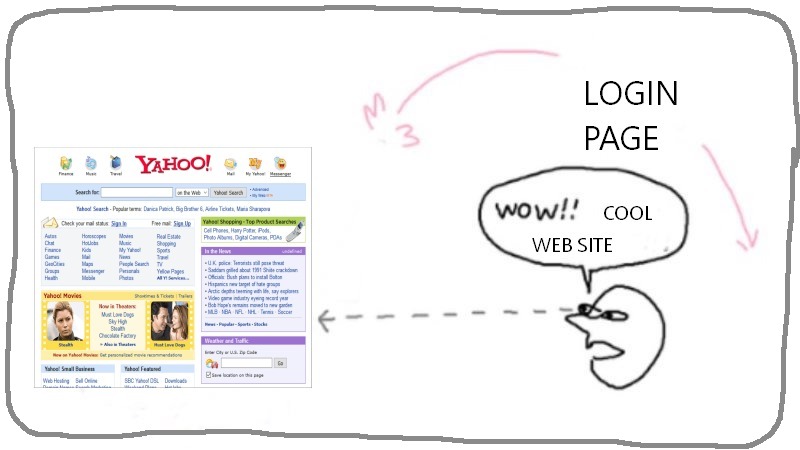 LOGIN
PAGE
M
3
WOW!! COOL
WEB SITE
Finance Music Travel YAHOO! Mail My Yahoo! Messenger
Search for: on the Web Yahoo! Search
• Advanced
• My Web
Yahoo! Search - Popular terms: Danica Patrick, Big Brother 6, Airline Tickets, Maria Sharapova
Check your mail status: Sign In Free mail: Sign Up
Autos Horoscopes Movies Real Estate
Chat HotJobs Music Shopping
Finance Kids My Yahoo! Sports
Games Mail News Travel
GeoCities Maps People Search TV
Groups Messenger Personals Yellow Pages
Health Mobile Photos All Y! Services...
Yahoo! Shopping - Top Product Searches
Cell Phones, Harry Potter, iPods,
Photo Albums, Digital Cameras, PDAs
In the News
• U.K. police: Terrorists still pose threat
• Saddam grilled about 1991 Shiite crackdown
• Officials: Bush plans to install Bolton
• Hispanics new target of hate groups
• Arctic depths teeming with life, say explorers
• Video game industry eyeing record year
• Bob Hope's remains moved to new garden
• MLB · NBA · NFL · NHL · Tennis · Soccer
News - Popular - Sports - Stocks
Yahoo! Movies Showtimes & Tickets | Trailers
Now in Theaters:
Must Love Dogs
Sky High
Stealth
Chocolate Factory
» Also in Theaters
Stealth
Must Love Dogs
Now on Yahoo! Movies: Get personalized movie recommendations
Weather and Traffic
Enter City or U.S. Zip Code
Go
Save location on this page
Yahoo! Small Business
Web Hosting Sell Online
Yahoo! Featured
SBC Yahoo! DSL Downloads